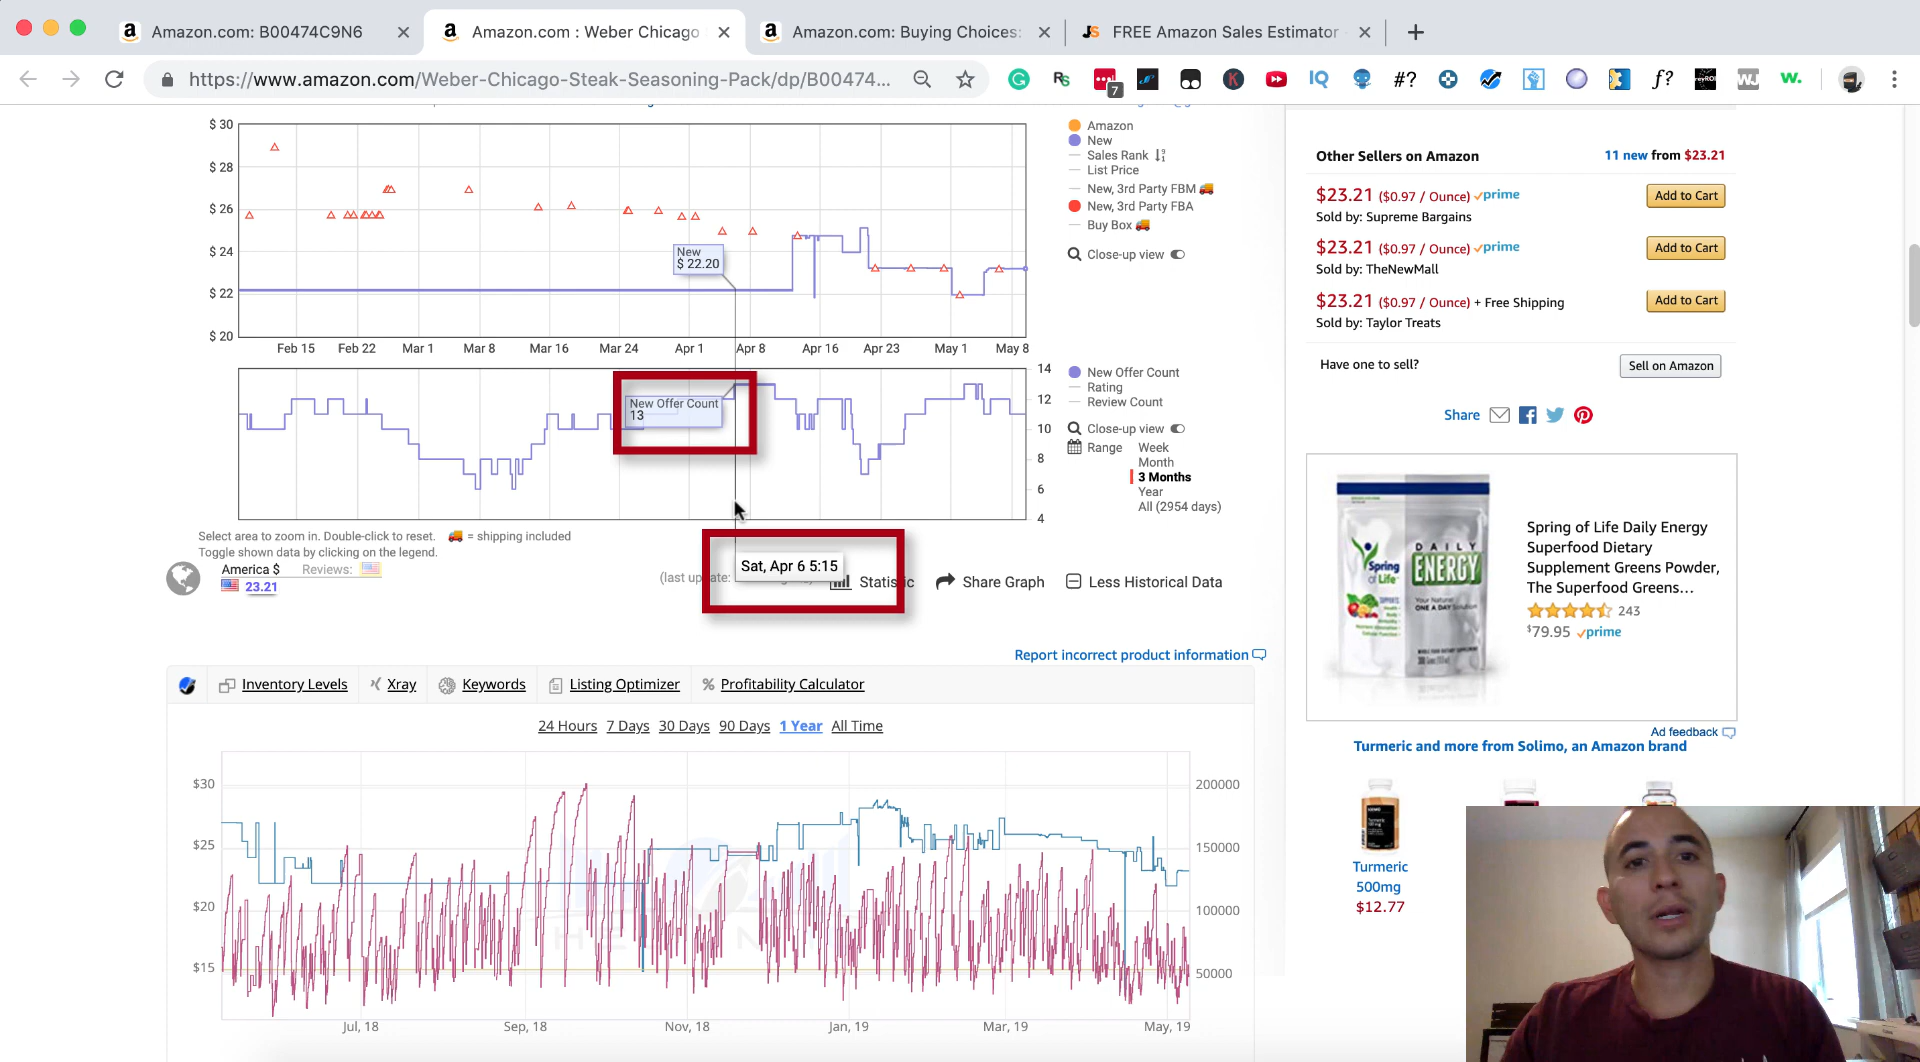 Amazon.com: B00474C9N6
Amazon.com : Weber Chicago
Amazon.com: Buying Choices:
FREE Amazon Sales Estimator
https://www.amazon.com/Weber-Chicago-Steak-Seasoning-Pack/dp/B00474...
7
IQ
#?
f?
WJ
w.
$ 30
$ 28
$ 26
$ 24
$ 22
$ 20
New
$ 22.20
Feb 15
Feb 22
Mar 1
Mar 8
Mar 16
Mar 24
Apr 1
Apr 8
Apr 16
Apr 23
May 1
May 8
Amazon
New
Sales Rank
List Price
New, 3rd Party FBM
New, 3rd Party FBA
Buy Box
Close-up view
14
12
10
8
6
4
New Offer Count
13
New Offer Count
Rating
Review Count
Close-up view
Range
Week
Month
3 Months
Year
All (2954 days)
Select area to zoom in. Double-click to reset. = shipping included
Toggle shown data by clicking on the legend.
America $ Reviews:
23.21
(last update:
Sat, Apr 6 5:15
Statistic
Share Graph
Less Historical Data
Report incorrect product information
Inventory Levels
Xray
Keywords
Listing Optimizer
% Profitability Calculator
24 Hours 7 Days 30 Days 90 Days 1 Year All Time
$30
$25
$20
$15
200000
150000
100000
50000
Jul, 18
Sep, 18
Nov, 18
Jan, 19
Mar, 19
May, 19
Other Sellers on Amazon
11 new from $23.21
$23.21 ($0.97 / Ounce) prime
Add to Cart
Sold by: Supreme Bargains
$23.21 ($0.97 / Ounce) prime
Add to Cart
Sold by: TheNewMall
$23.21 ($0.97 / Ounce) + Free Shipping
Add to Cart
Sold by: Taylor Treats
Have one to sell?
Sell on Amazon
Share
Spring of Life
DAILY
ENERGY
Spring of Life Daily Energy
Superfood Dietary
Supplement Greens Powder,
The Superfood Greens...
243
$79.95 prime
Ad feedback
Turmeric and more from Solimo, an Amazon brand
Turmeric
500mg
$12.77